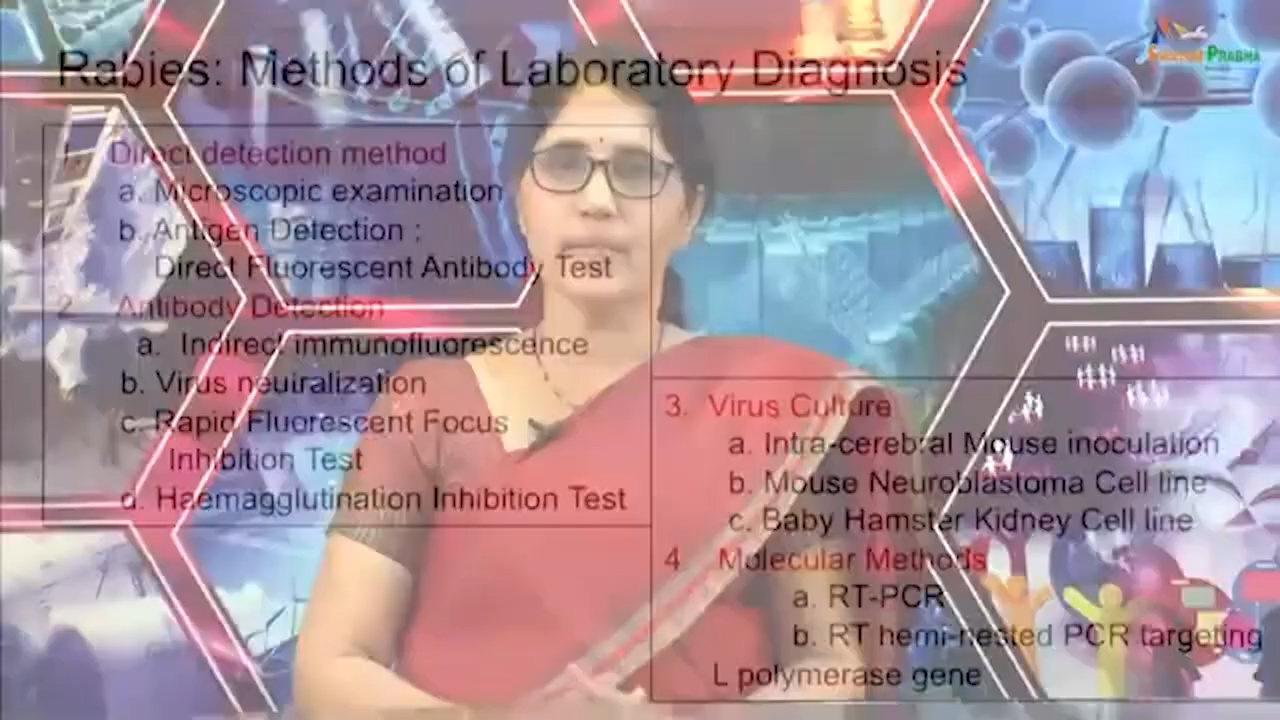 Rabies: Methods of Laboratory Diagnosis
1. Direct detection method
a. Microscopic examination
b. Antigen Detection :
Direct Fluorescent Antibody Test
2. Antibody Detection
a. Indirect immunofluorescence
b. Virus neutralization
c. Rapid Fluorescent Focus
Inhibition Test
d. Haemagglutination Inhibition Test
3. Virus Culture
a. Intra-cerebral Mouse inoculation
b. Mouse Neuroblastoma Cell line
c. Baby Hamster Kidney Cell line
4 Molecular Methods
a. RT-PCR
b. RT hemi-nested PCR targeting
L polymerase gene
PRABHA